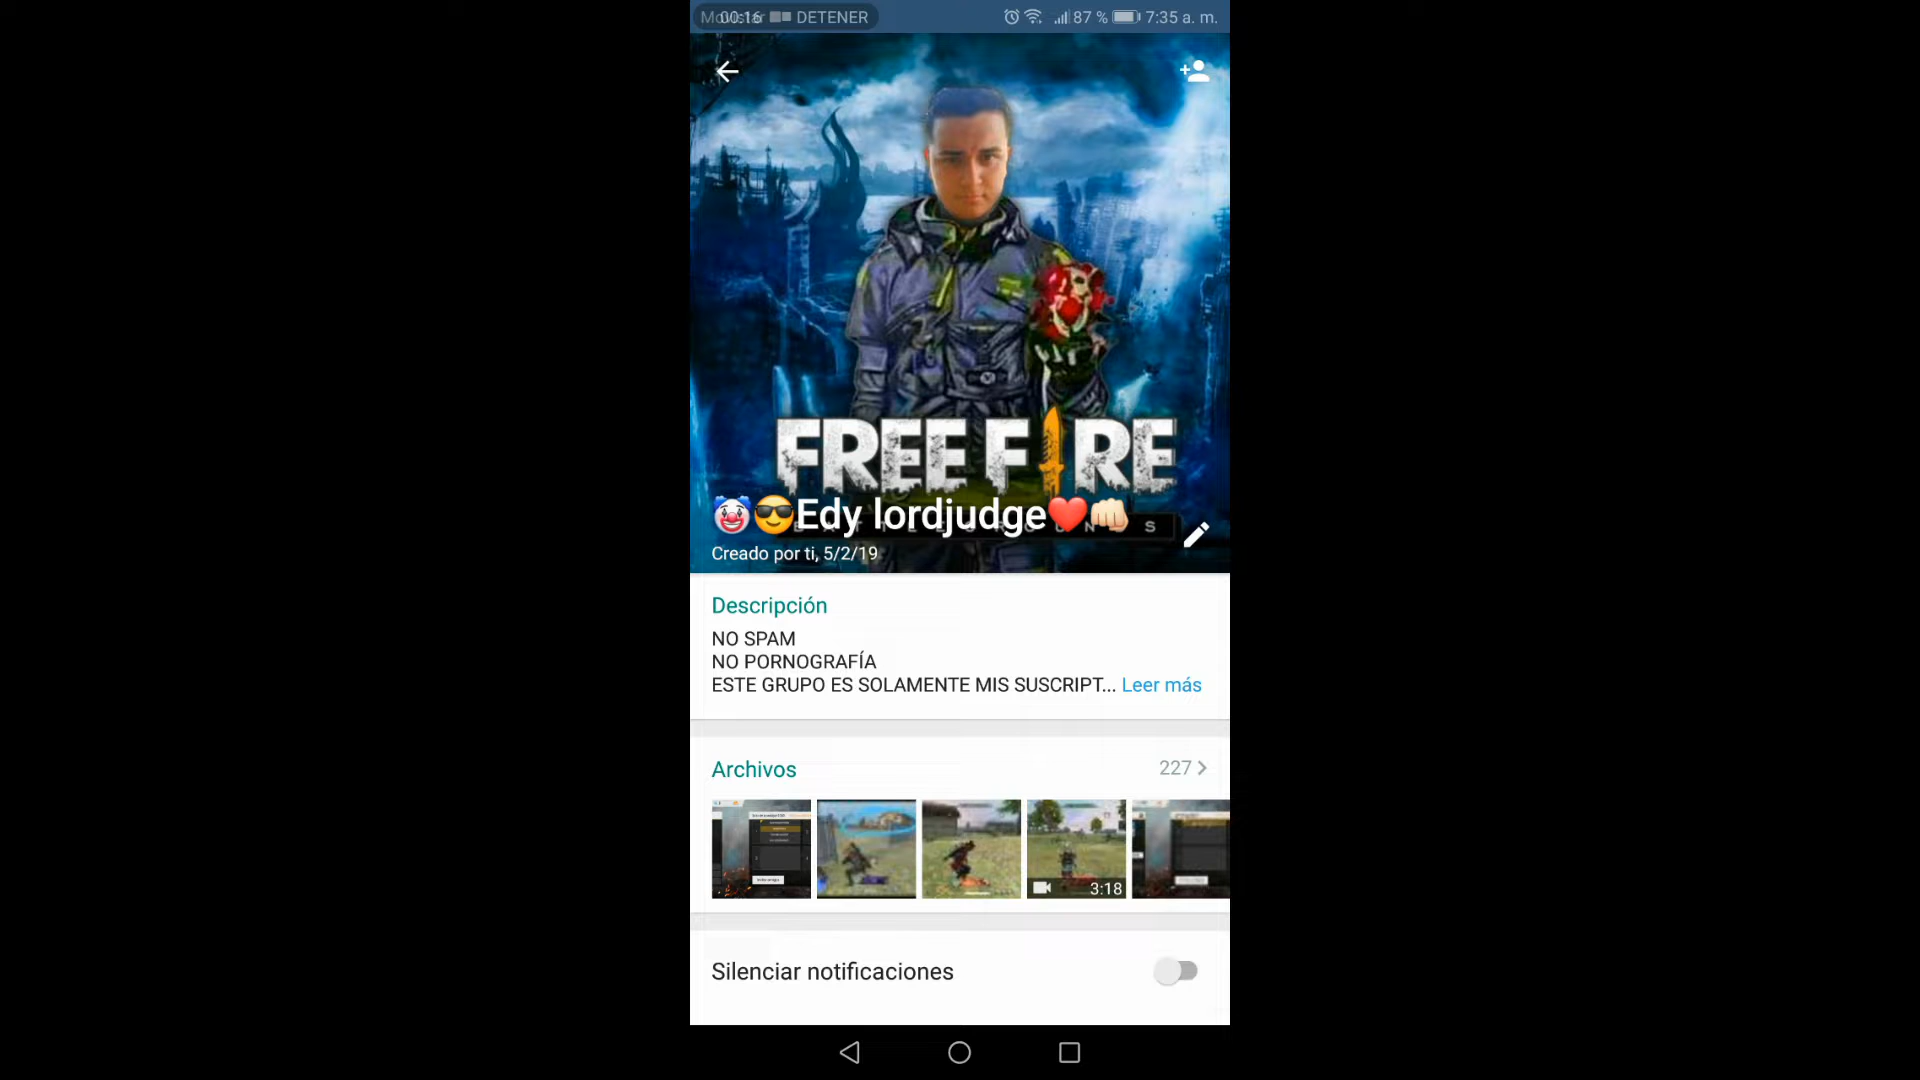 Movistar 00:16 DETENER 87 % 7:35 a. m.
FREE FIRE
🤡😎Edy lordjudge❤️👊🏻
Creado por ti, 5/2/19
Descripción
NO SPAM
NO PORNOGRAFÍA
ESTE GRUPO ES SOLAMENTE MIS SUSCRIPT... Leer más
Archivos 227
3:18
Silenciar notificaciones